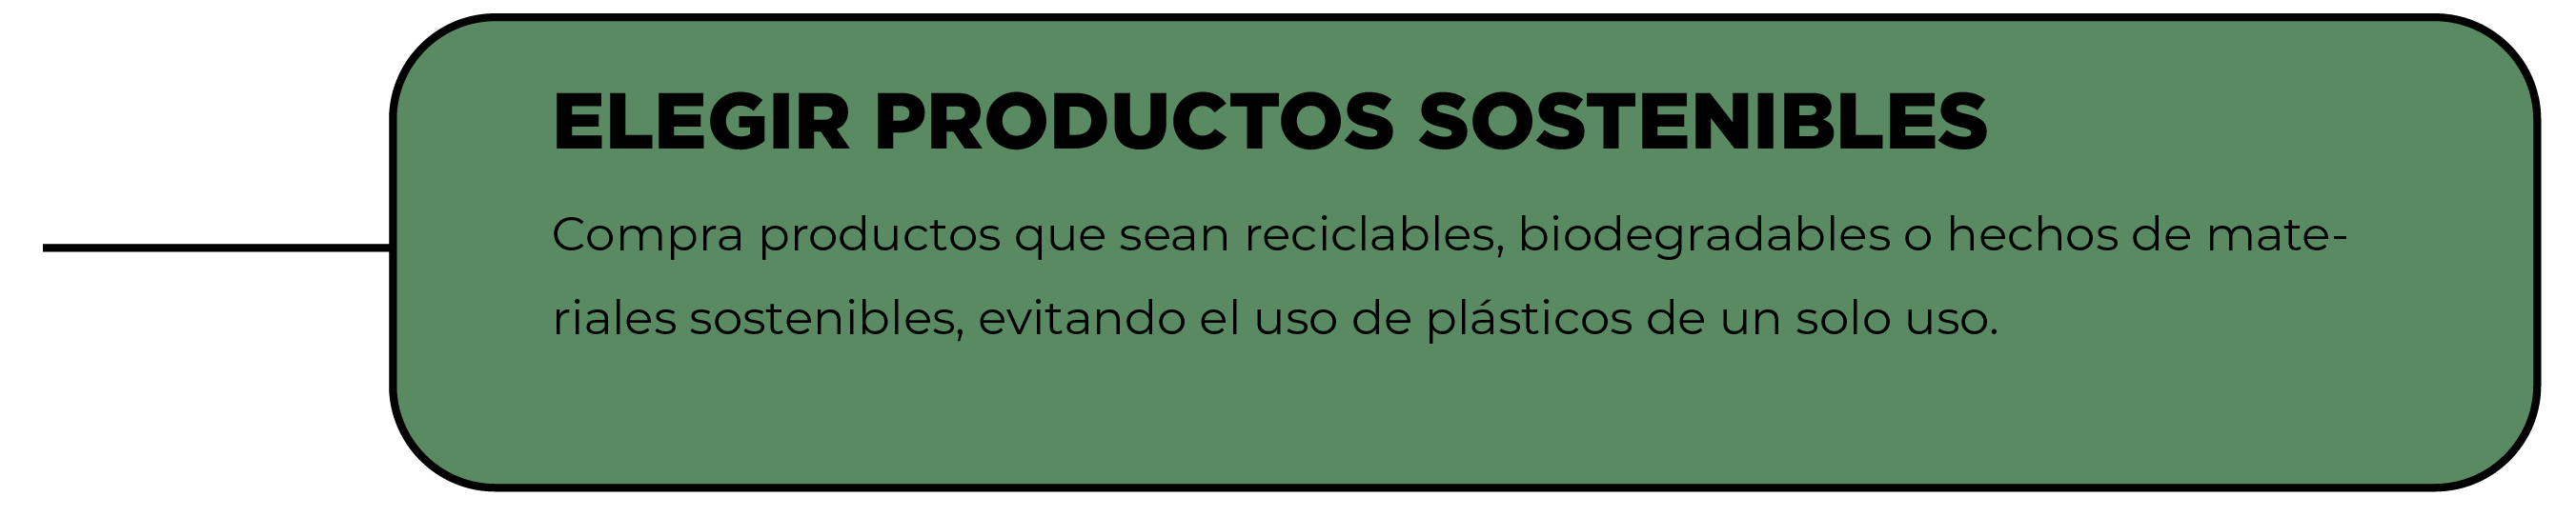 ELEGIR PRODUCTOS SOSTENIBLES
Compra productos que sean reciclables, biodegradables o hechos de mate-
riales sostenibles, evitando el uso de plásticos de un solo uso.